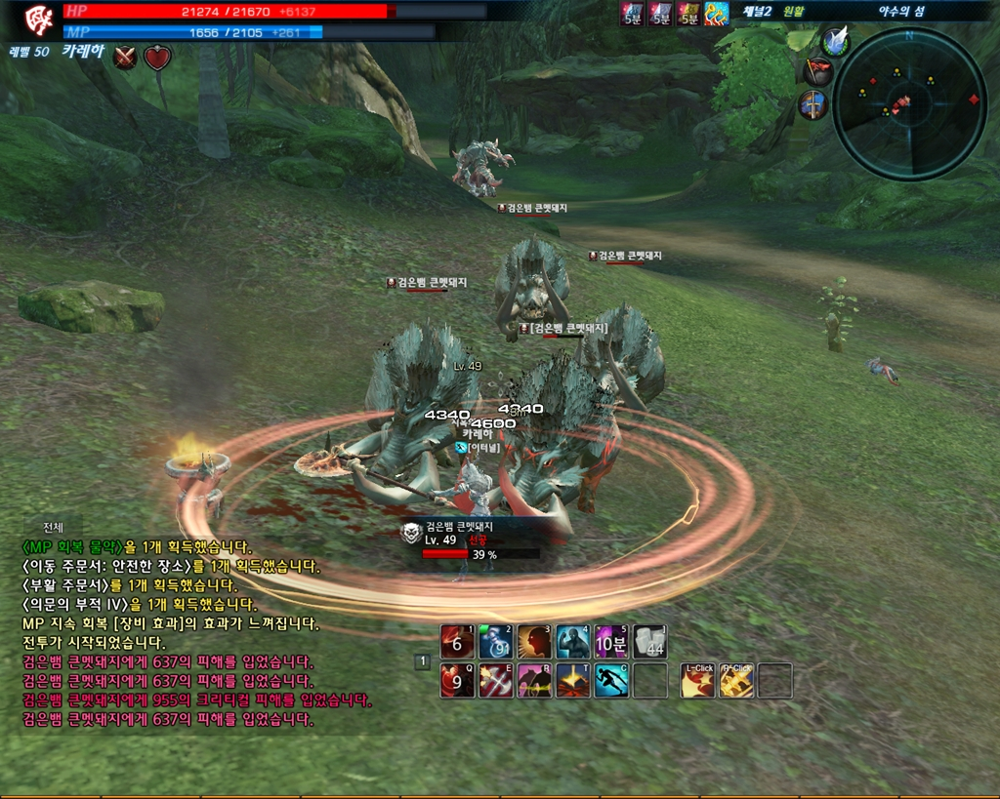 HP 21274 / 21670 +6137
MP 1656 / 2105 +261
레벨 50 카레하
5분 5분 5분
채널2 원활 야수의 섬
N
검은뱀 큰멧돼지
검은뱀 큰멧돼지
검은뱀 큰멧돼지
[검은뱀 큰멧돼지]
Lv. 49
4340 4340
4600
카레하
[이터널]
검은뱀 큰멧돼지
Lv. 49 선공
39 %
전체
<MP 회복 물약>을 1개 획득했습니다.
<이동 주문서: 안전한 장소>를 1개 획득했습니다.
<부활 주문서>를 1개 획득했습니다.
<의문의 부적 IV>을 1개 획득했습니다.
MP 지속 회복 [장비 효과]의 효과가 느껴집니다.
전투가 시작되었습니다.
검은뱀 큰멧돼지에게 637의 피해를 입었습니다.
검은뱀 큰멧돼지에게 637의 피해를 입었습니다.
검은뱀 큰멧돼지에게 955의 크리티컬 피해를 입었습니다.
검은뱀 큰멧돼지에게 637의 피해를 입었습니다.
1 2 3 4 5
6 91 10분 44
1
Q E R T C L-Click R-Click
9